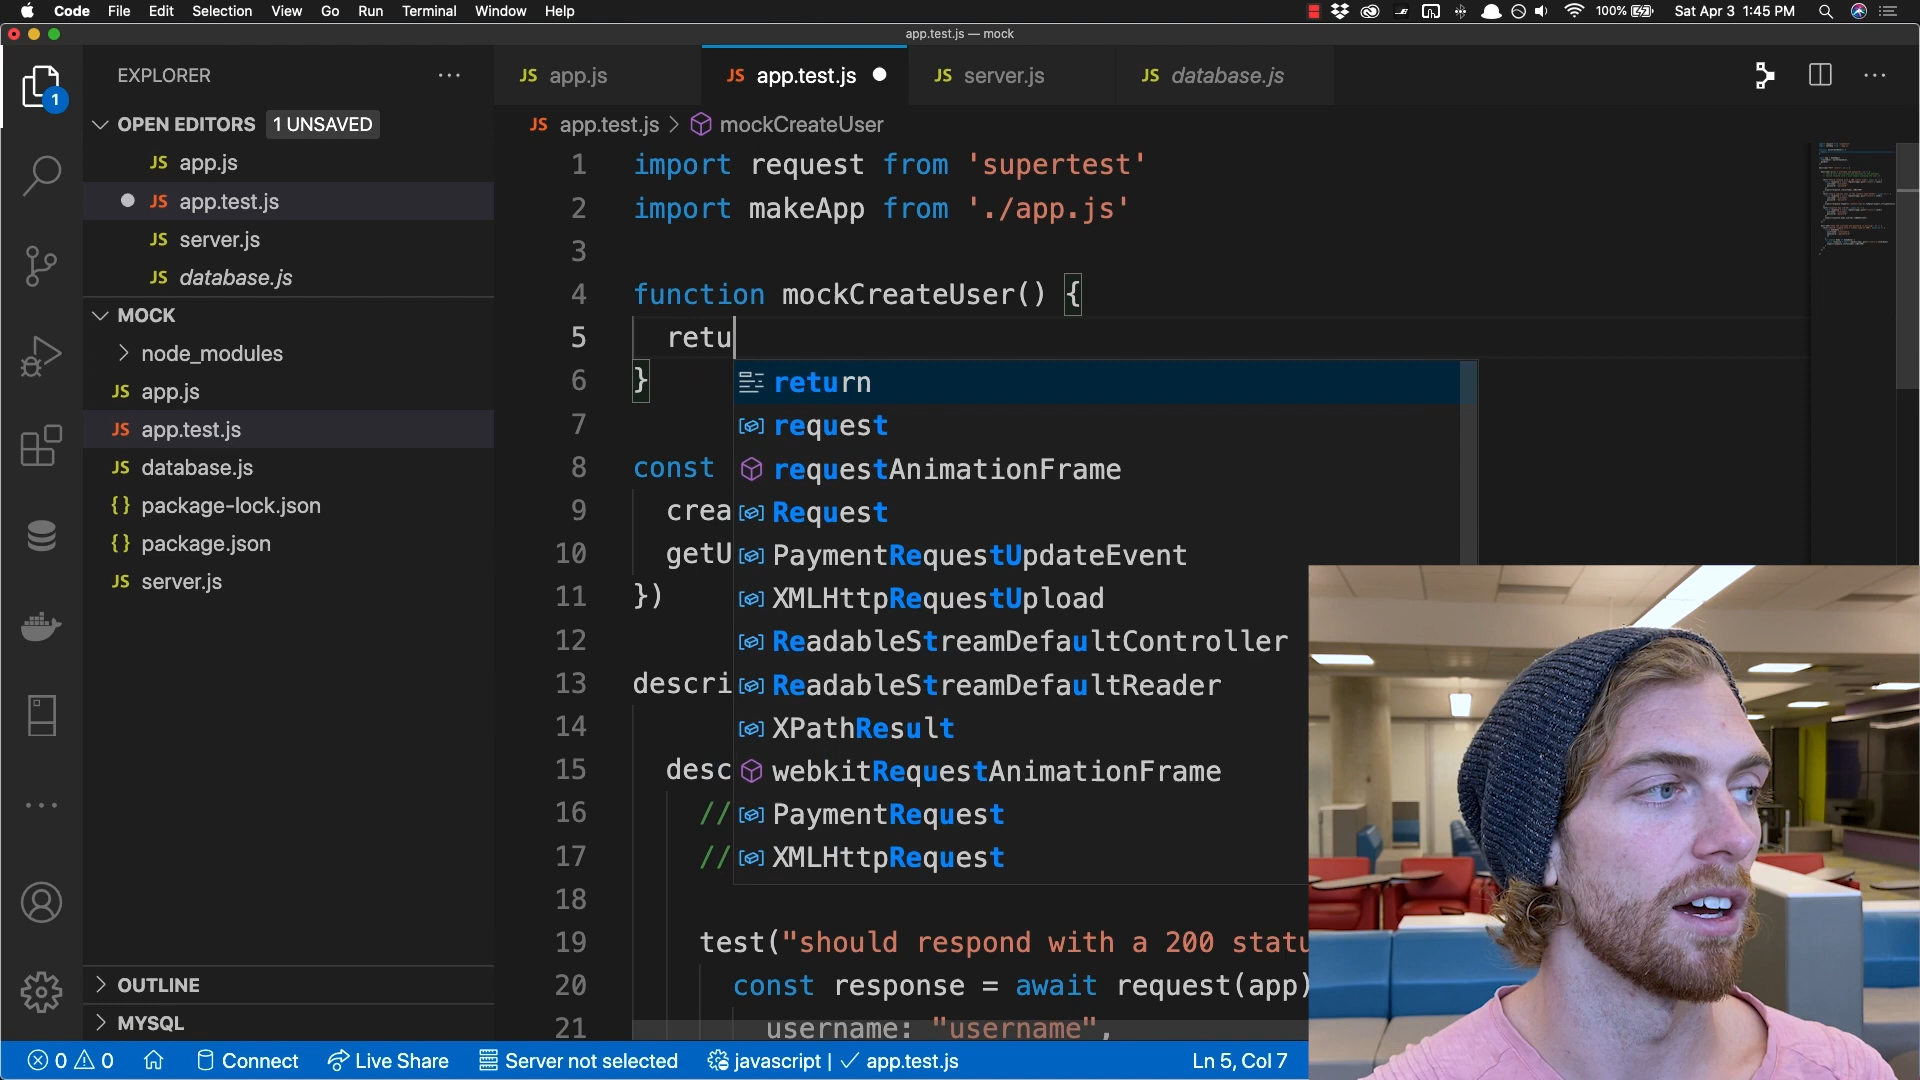 Code File Edit Selection View Go Run Terminal Window Help
100% Sat Apr 3 1:45 PM
app.test.js — mock
EXPLORER
1
OPEN EDITORS 1 UNSAVED
JS app.js
JS app.test.js
JS server.js
JS database.js
MOCK
node_modules
JS app.js
JS app.test.js
JS database.js
{} package-lock.json
{} package.json
JS server.js
OUTLINE
MYSQL
JS app.js
JS app.test.js
JS server.js
JS database.js
JS app.test.js > mockCreateUser
1 import request from 'supertest'
2 import makeApp from './app.js'
3
4 function mockCreateUser() {
5 retu
6 }
7
8 const
9 crea
10 getU
11 })
12
13 descri
14
15 desc
16 //
17 //
18
19 test("should respond with a 200 statu
20 const response = await request(app)
21 username: "username",
return
request
requestAnimationFrame
Request
PaymentRequestUpdateEvent
XMLHttpRequestUpload
ReadableStreamDefaultController
ReadableStreamDefaultReader
XPathResult
webkitRequestAnimationFrame
PaymentRequest
XMLHttpRequest
0 0 Connect Live Share Server not selected javascript | ✓ app.test.js Ln 5, Col 7